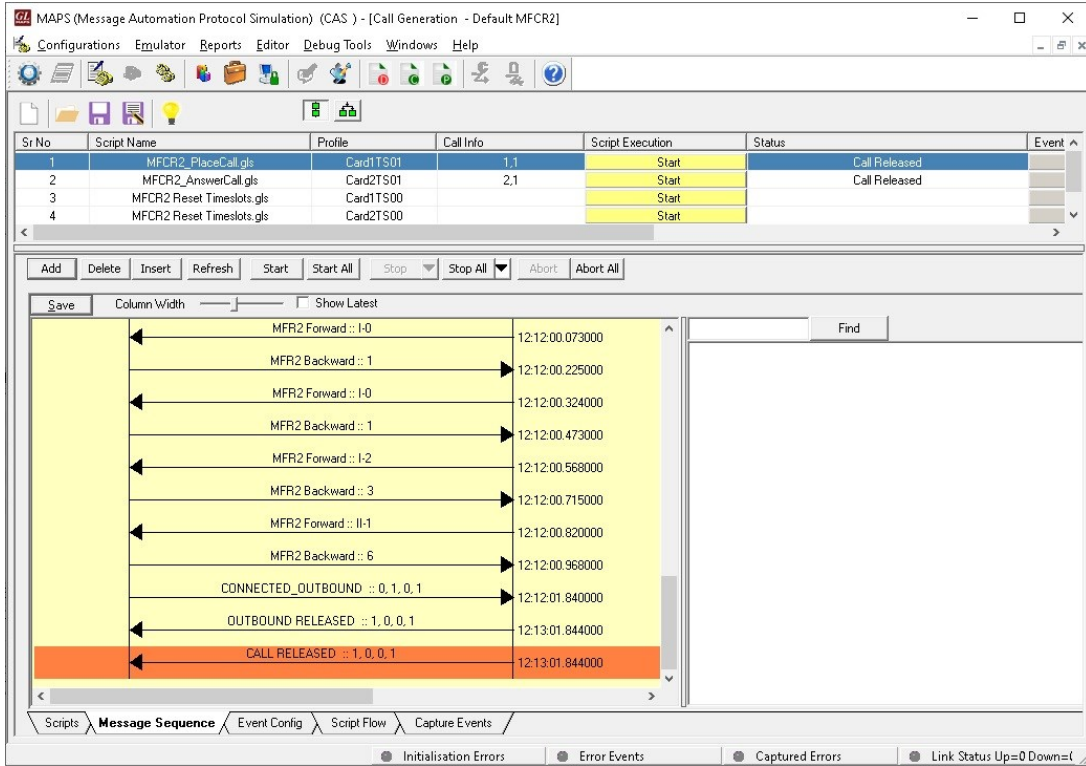 GL MAPS MAPS (Message Automation Protocol Simulation) (CAS ) - [Call Generation - Default MFCR2]
Configurations Emulator Reports Editor Debug Tools Windows Help
Sr No Script Name Profile Call Info Script Execution Status Event
1 MFCR2_PlaceCall.gls Card1TS01 1,1 Start Call Released
2 MFCR2_AnswerCall.gls Card2TS01 2,1 Start Call Released
3 MFCR2 Reset Timeslots.gls Card1TS00 Start
4 MFCR2 Reset Timeslots.gls Card2TS00 Start
Add Delete Insert Refresh Start Start All Stop Stop All Abort Abort All
Save Column Width Show Latest
Find
MFR2 Forward :: I-0
12:12:00.073000
MFR2 Backward :: 1
12:12:00.225000
MFR2 Forward :: I-0
12:12:00.324000
MFR2 Backward :: 1
12:12:00.473000
MFR2 Forward :: I-2
12:12:00.568000
MFR2 Backward :: 3
12:12:00.715000
MFR2 Forward :: II-1
12:12:00.820000
MFR2 Backward :: 6
12:12:00.968000
CONNECTED_OUTBOUND :: 0, 1, 0, 1
12:12:01.840000
OUTBOUND RELEASED :: 1, 0, 0, 1
12:13:01.844000
CALL RELEASED :: 1, 0, 0, 1
12:13:01.844000
Scripts Message Sequence Event Config Script Flow Capture Events
Initialisation Errors Error Events Captured Errors Link Status Up=0 Down=(